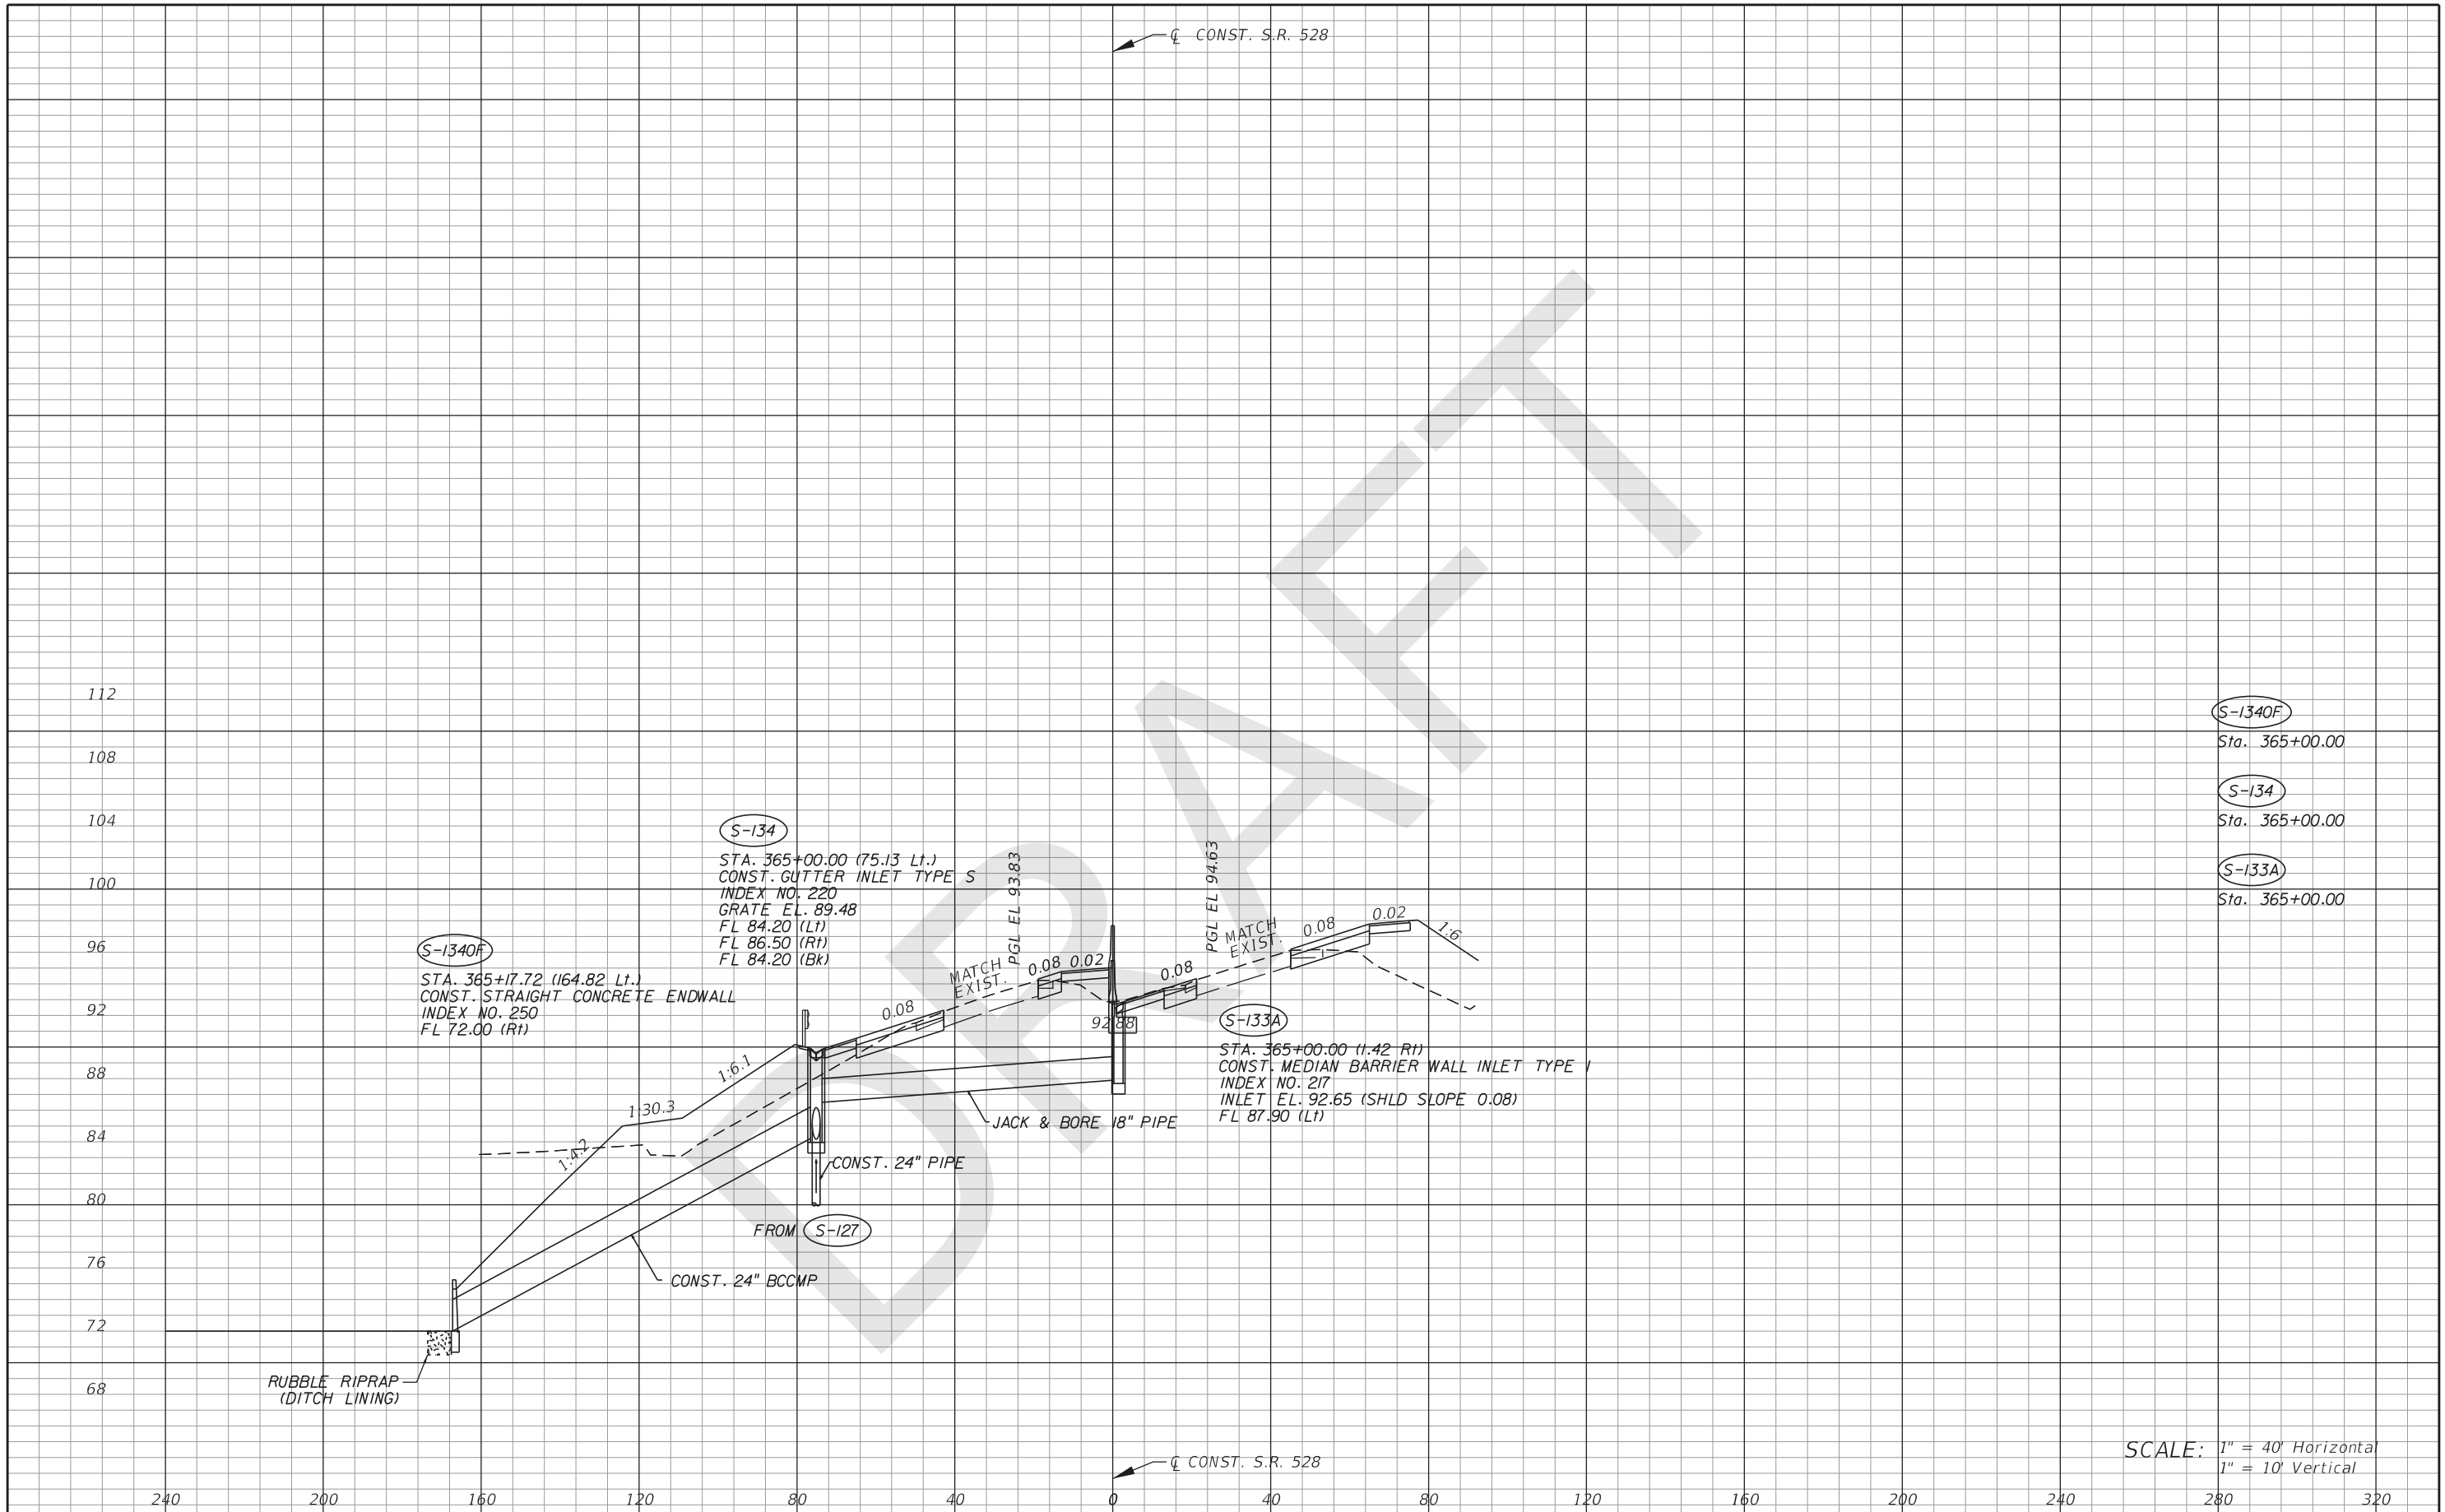 ℄ CONST. S.R. 528
112
108
104
100
96
92
88
84
80
76
72
68
S-1340F
Sta. 365+00.00
S-134
Sta. 365+00.00
S-133A
Sta. 365+00.00
S-134
STA. 365+00.00 (75.13 Lt.)
CONST. GUTTER INLET TYPE S
INDEX NO. 220
GRATE EL. 89.48
FL 84.20 (Lt)
FL 86.50 (Rt)
FL 84.20 (Bk)
S-1340F
STA. 365+17.72 (164.82 Lt.)
CONST. STRAIGHT CONCRETE ENDWALL
INDEX NO. 250
FL 72.00 (Rt)
PGL EL 93.83
PGL EL 94.63
MATCH
EXIST.
0.08
0.08
0.02
MATCH
EXIST.
0.08
0.08
0.02
1:6
92.88
S-133A
STA. 365+00.00 (1.42 Rt)
CONST. MEDIAN BARRIER WALL INLET TYPE I
INDEX NO. 217
INLET EL. 92.65 (SHLD SLOPE 0.08)
FL 87.90 (Lt)
1:6.1
1:30.3
1:4.2
JACK & BORE 18" PIPE
CONST. 24" PIPE
FROM S-127
CONST. 24" BCCMP
RUBBLE RIPRAP
(DITCH LINING)
DRAFT
℄ CONST. S.R. 528
SCALE: 1" = 40' Horizontal
1" = 10' Vertical
240 200 160 120 80 40 0 40 80 120 160 200 240 280 320